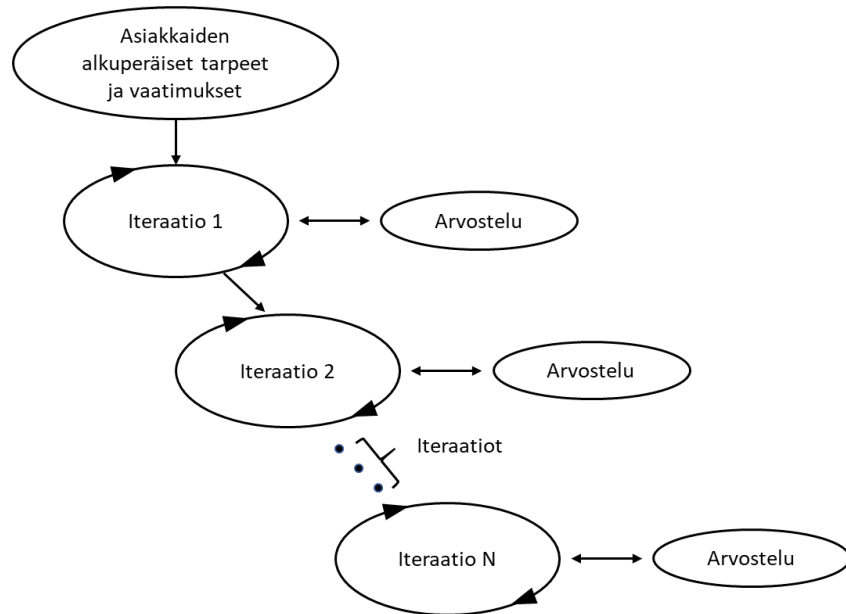 Asiakkaiden
alkuperäiset tarpeet
ja vaatimukset
Iteraatio 1
Arvostelu
Iteraatio 2
Arvostelu
Iteraatiot
Iteraatio N
Arvostelu